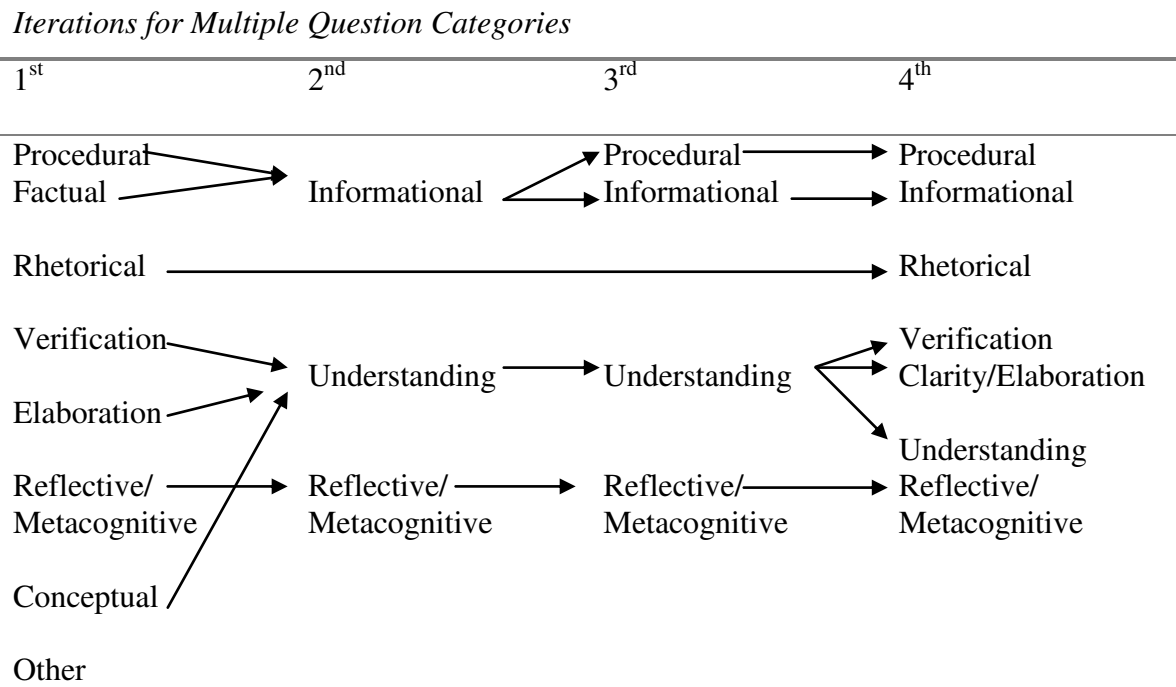 Iterations for Multiple Question Categories
1st 2nd 3rd 4th
Procedural Procedural Procedural
Factual Informational Informational Informational
Rhetorical Rhetorical
Verification Verification
Understanding Understanding Clarity/Elaboration
Elaboration
Understanding
Reflective/ Reflective/ Reflective/ Reflective/
Metacognitive Metacognitive Metacognitive Metacognitive
Conceptual
Other